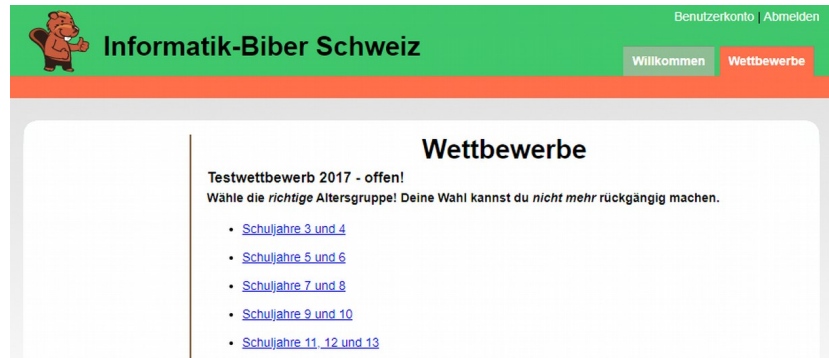 Benutzerkonto | Abmelden
Informatik-Biber Schweiz
Willkommen Wettbewerbe
Wettbewerbe
Testwettbewerb 2017 - offen!
Wähle die richtige Altersgruppe! Deine Wahl kannst du nicht mehr rückgängig machen.
• Schuljahre 3 und 4
• Schuljahre 5 und 6
• Schuljahre 7 und 8
• Schuljahre 9 und 10
• Schuljahre 11, 12 und 13